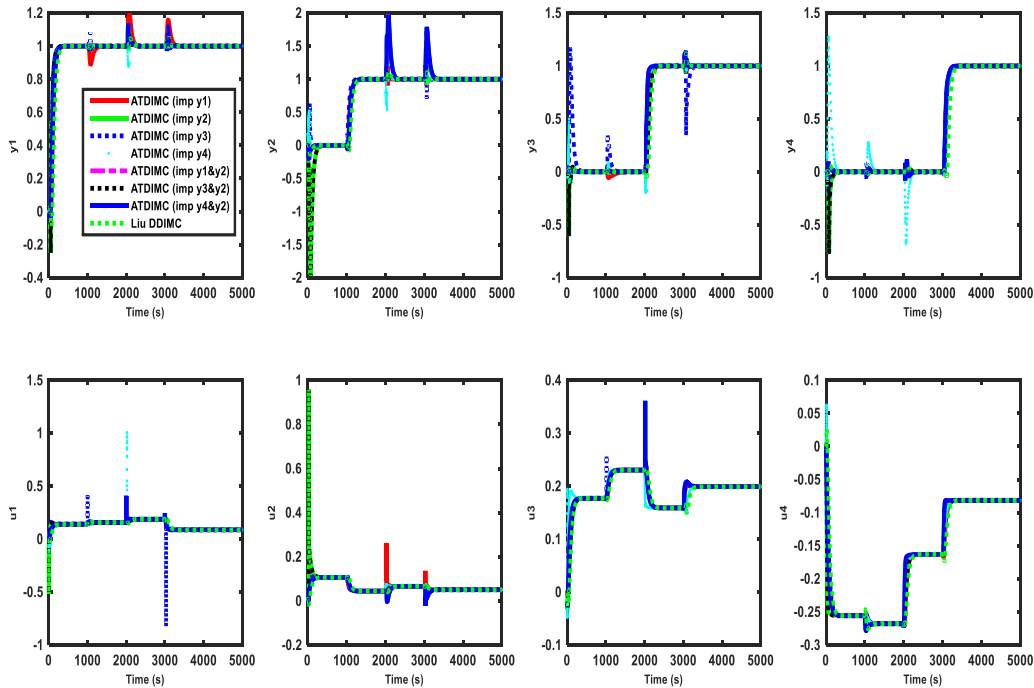 1.2
1
0.8
0.6
0.4
0.2
0
-0.2
-0.4
y1
0 1000 2000 3000 4000 5000
Time (s)
ATDIMC (imp y1)
ATDIMC (imp y2)
ATDIMC (imp y3)
ATDIMC (imp y4)
ATDIMC (imp y1&y2)
ATDIMC (imp y3&y2)
ATDIMC (imp y4&y2)
Liu DDIMC
2
1.5
1
0.5
0
-0.5
-1
-1.5
-2
y2
0 1000 2000 3000 4000 5000
Time (s)
1.5
1
0.5
0
-0.5
-1
y3
0 1000 2000 3000 4000 5000
Time (s)
1.5
1
0.5
0
-0.5
-1
y4
0 1000 2000 3000 4000 5000
Time (s)
1.5
1
0.5
0
-0.5
-1
u1
0 1000 2000 3000 4000 5000
Time (s)
1
0.8
0.6
0.4
0.2
0
-0.2
u2
0 1000 2000 3000 4000 5000
Time (s)
0.4
0.3
0.2
0.1
0
-0.1
u3
0 1000 2000 3000 4000 5000
Time (s)
0.1
0.05
0
-0.05
-0.1
-0.15
-0.2
-0.25
-0.3
u4
0 1000 2000 3000 4000 5000
Time (s)